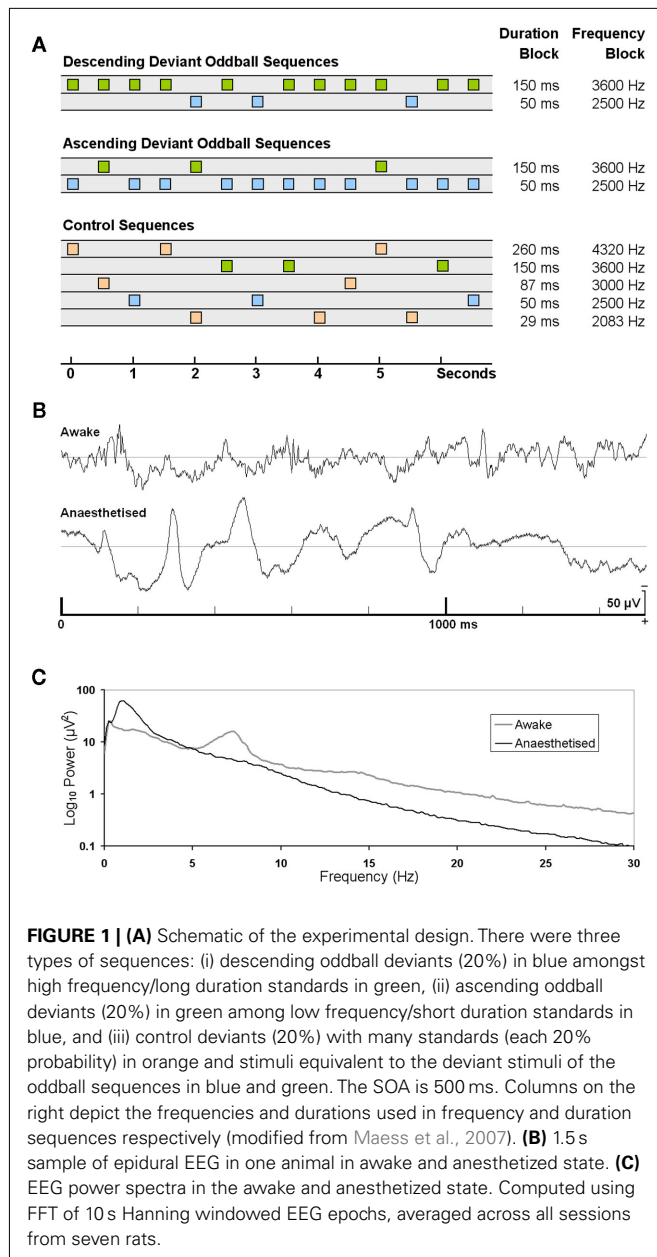 A
Duration Frequency
Block Block
Descending Deviant Oddball Sequences
150 ms 3600 Hz
50 ms 2500 Hz
Ascending Deviant Oddball Sequences
150 ms 3600 Hz
50 ms 2500 Hz
Control Sequences
260 ms 4320 Hz
150 ms 3600 Hz
87 ms 3000 Hz
50 ms 2500 Hz
29 ms 2083 Hz
0 1 2 3 4 5 Seconds
B
Awake
Anaesthetised
50 µV
–
+
0 1000 ms
C
100
10
1
0.1
Log₁₀ Power (µV²)
Awake
Anaesthetised
0 5 10 15 20 25 30
Frequency (Hz)
FIGURE 1 | (A) Schematic of the experimental design. There were three
types of sequences: (i) descending oddball deviants (20%) in blue amongst
high frequency/long duration standards in green, (ii) ascending oddball
deviants (20%) in green among low frequency/short duration standards in
blue, and (iii) control deviants (20%) with many standards (each 20%
probability) in orange and stimuli equivalent to the deviant stimuli of the
oddball sequences in blue and green. The SOA is 500 ms. Columns on the
right depict the frequencies and durations used in frequency and duration
sequences respectively (modified from Maess et al., 2007). (B) 1.5 s
sample of epidural EEG in one animal in awake and anesthetized state. (C)
EEG power spectra in the awake and anesthetized state. Computed using
FFT of 10 s Hanning windowed EEG epochs, averaged across all sessions
from seven rats.